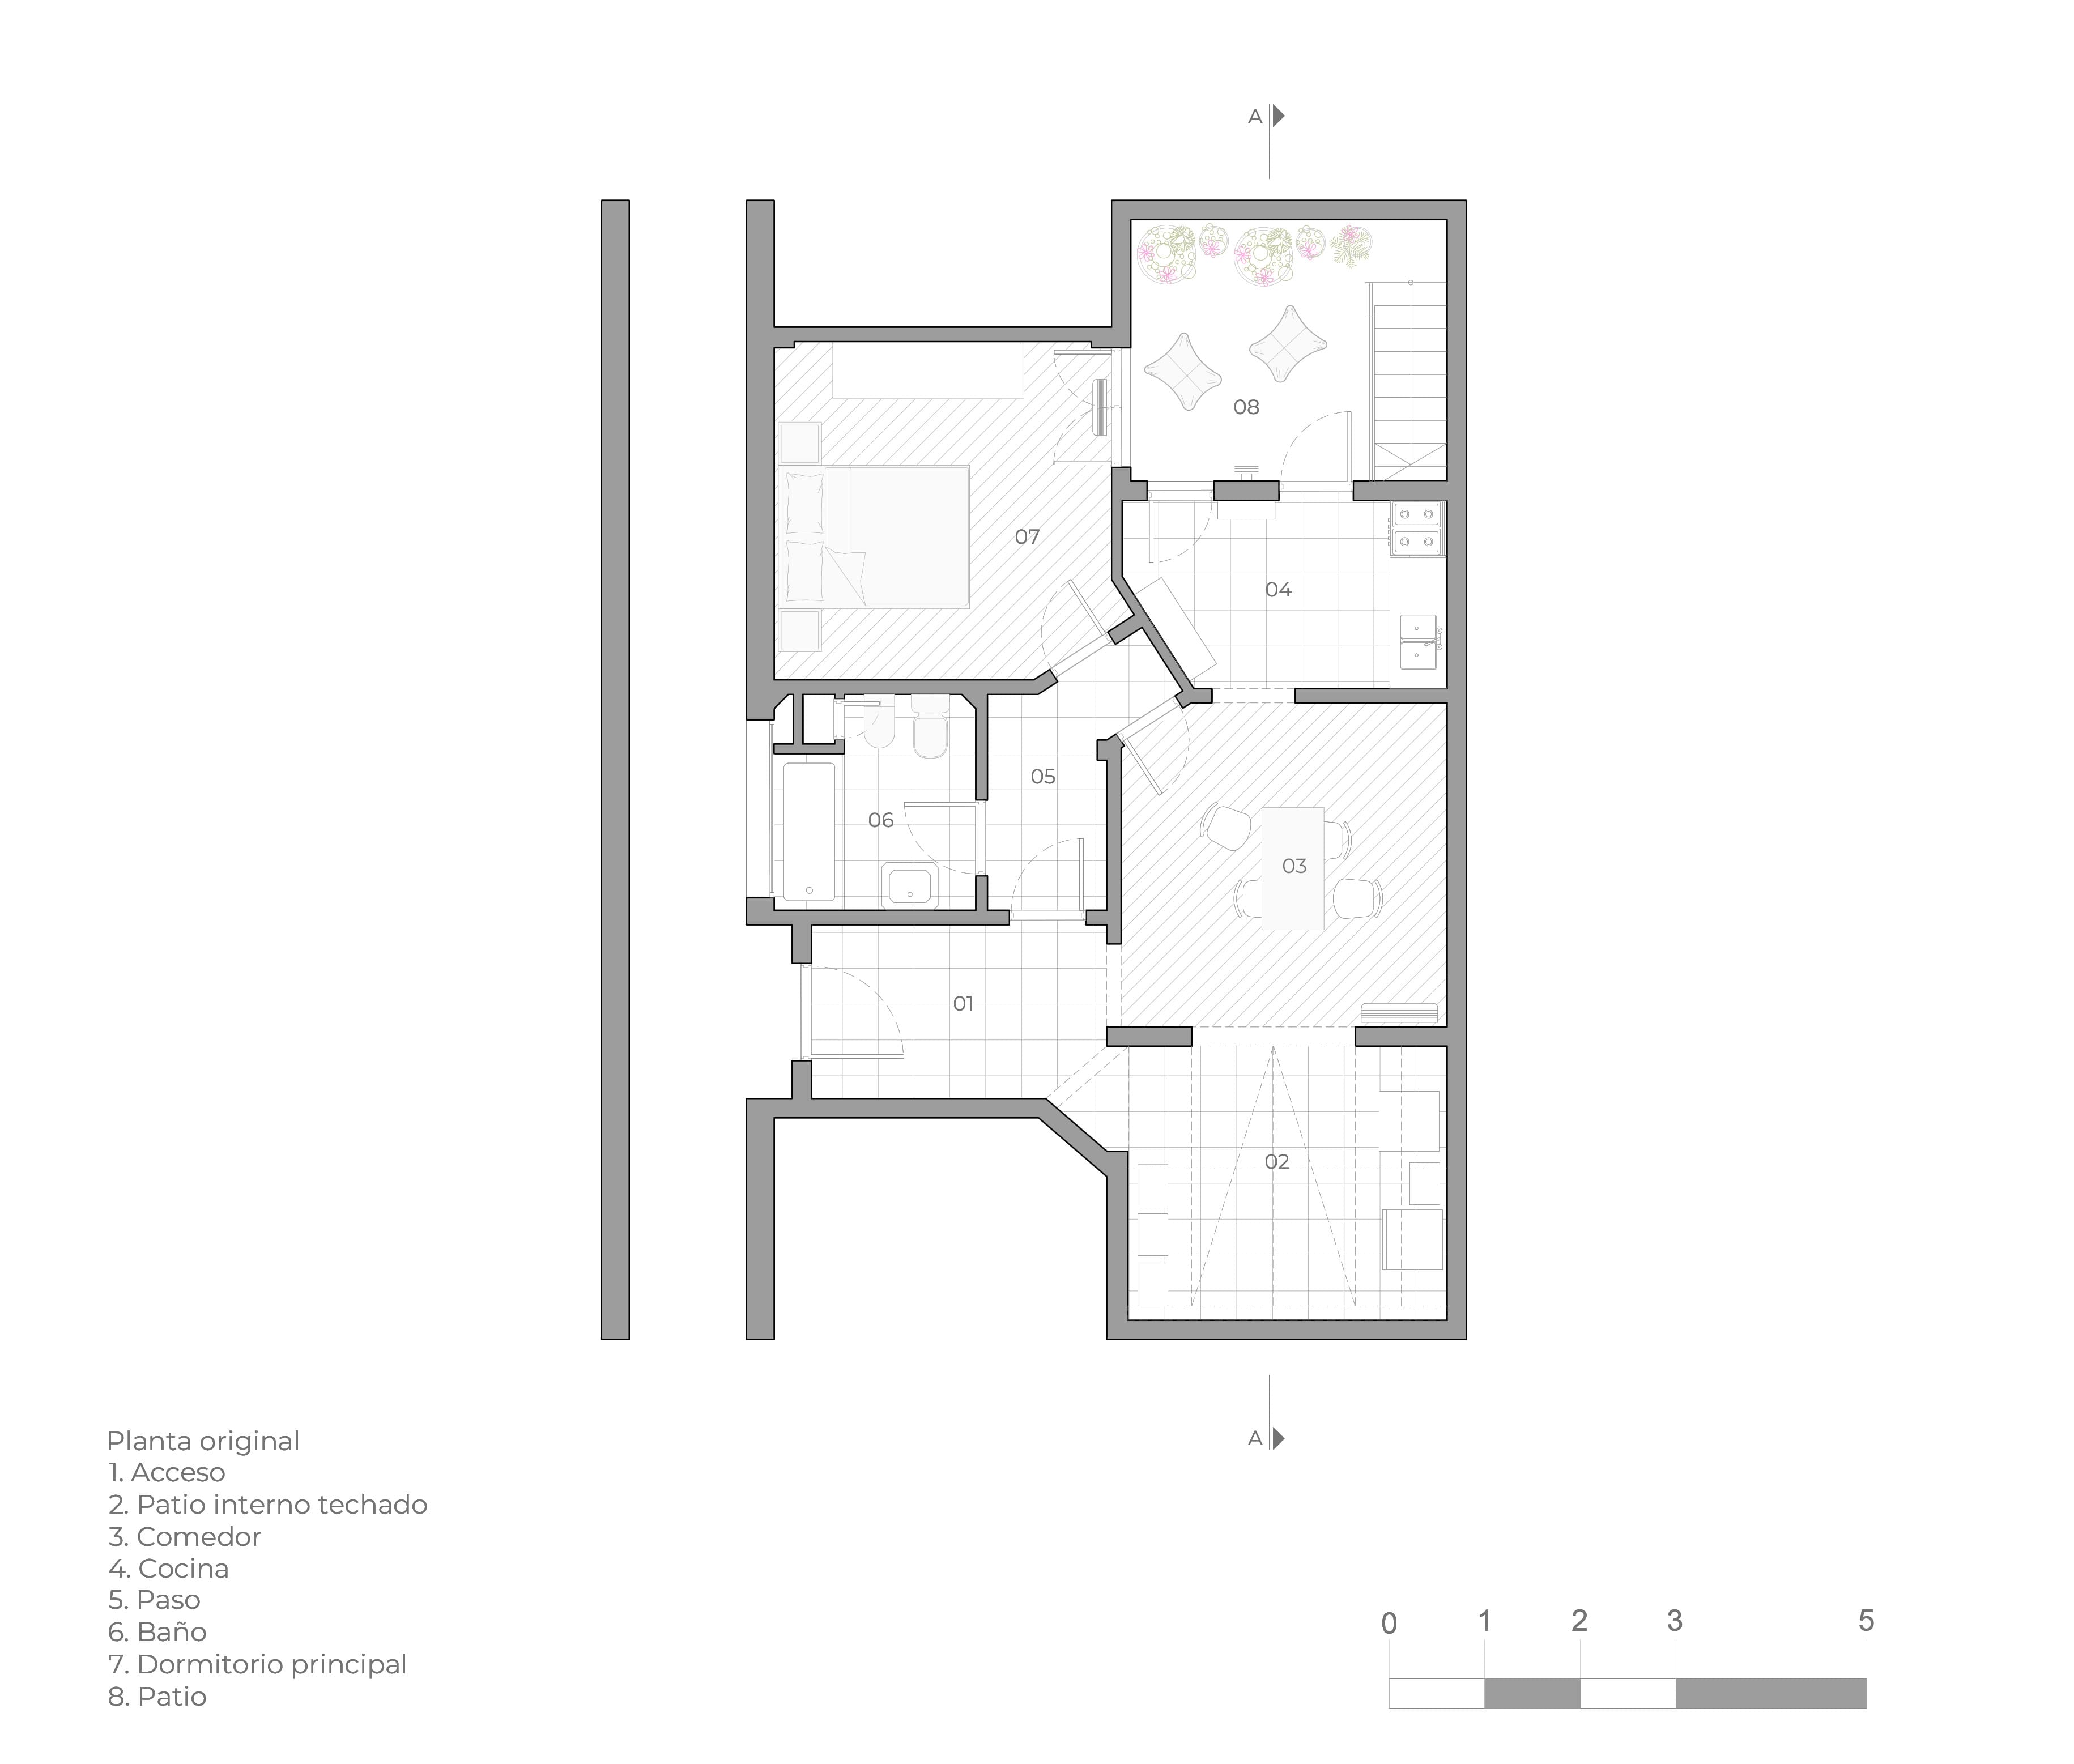 A
08
07
04
05
06
03
01
02
A
Planta original
1. Acceso
2. Patio interno techado
3. Comedor
4. Cocina
5. Paso
6. Baño
7. Dormitorio principal
8. Patio
0 1 2 3 5